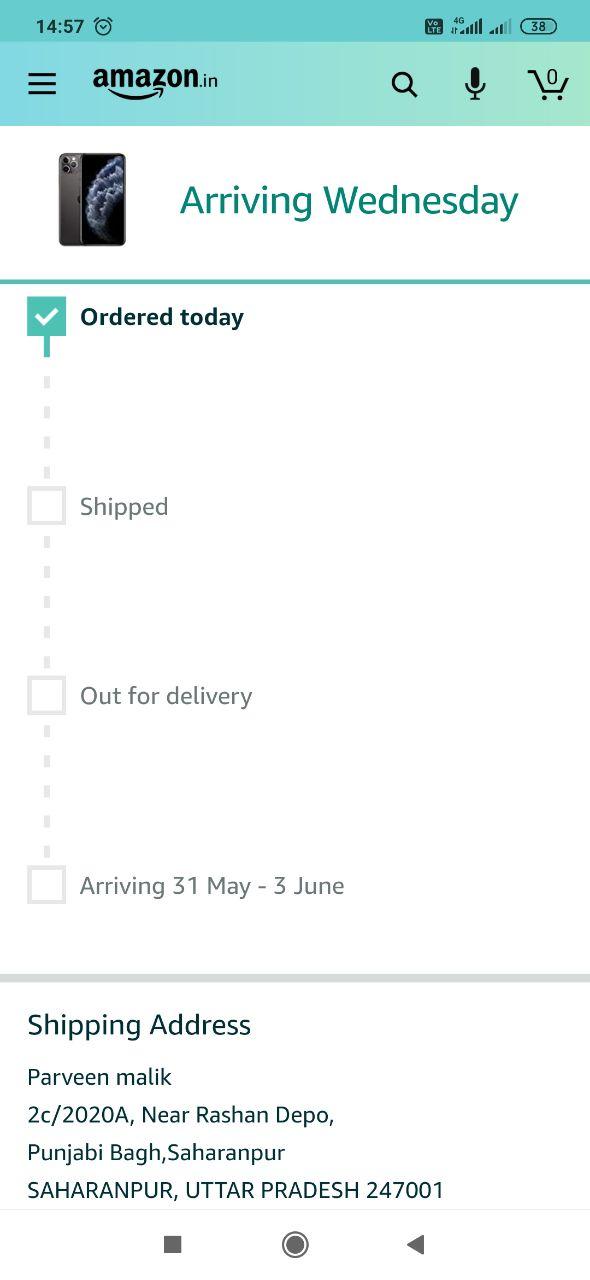 14:57
Vo
LTE
4G
38
amazon.in
0
Arriving Wednesday
Ordered today
Shipped
Out for delivery
Arriving 31 May - 3 June
Shipping Address
Parveen malik
2c/2020A, Near Rashan Depo,
Punjabi Bagh,Saharanpur
SAHARANPUR, UTTAR PRADESH 247001